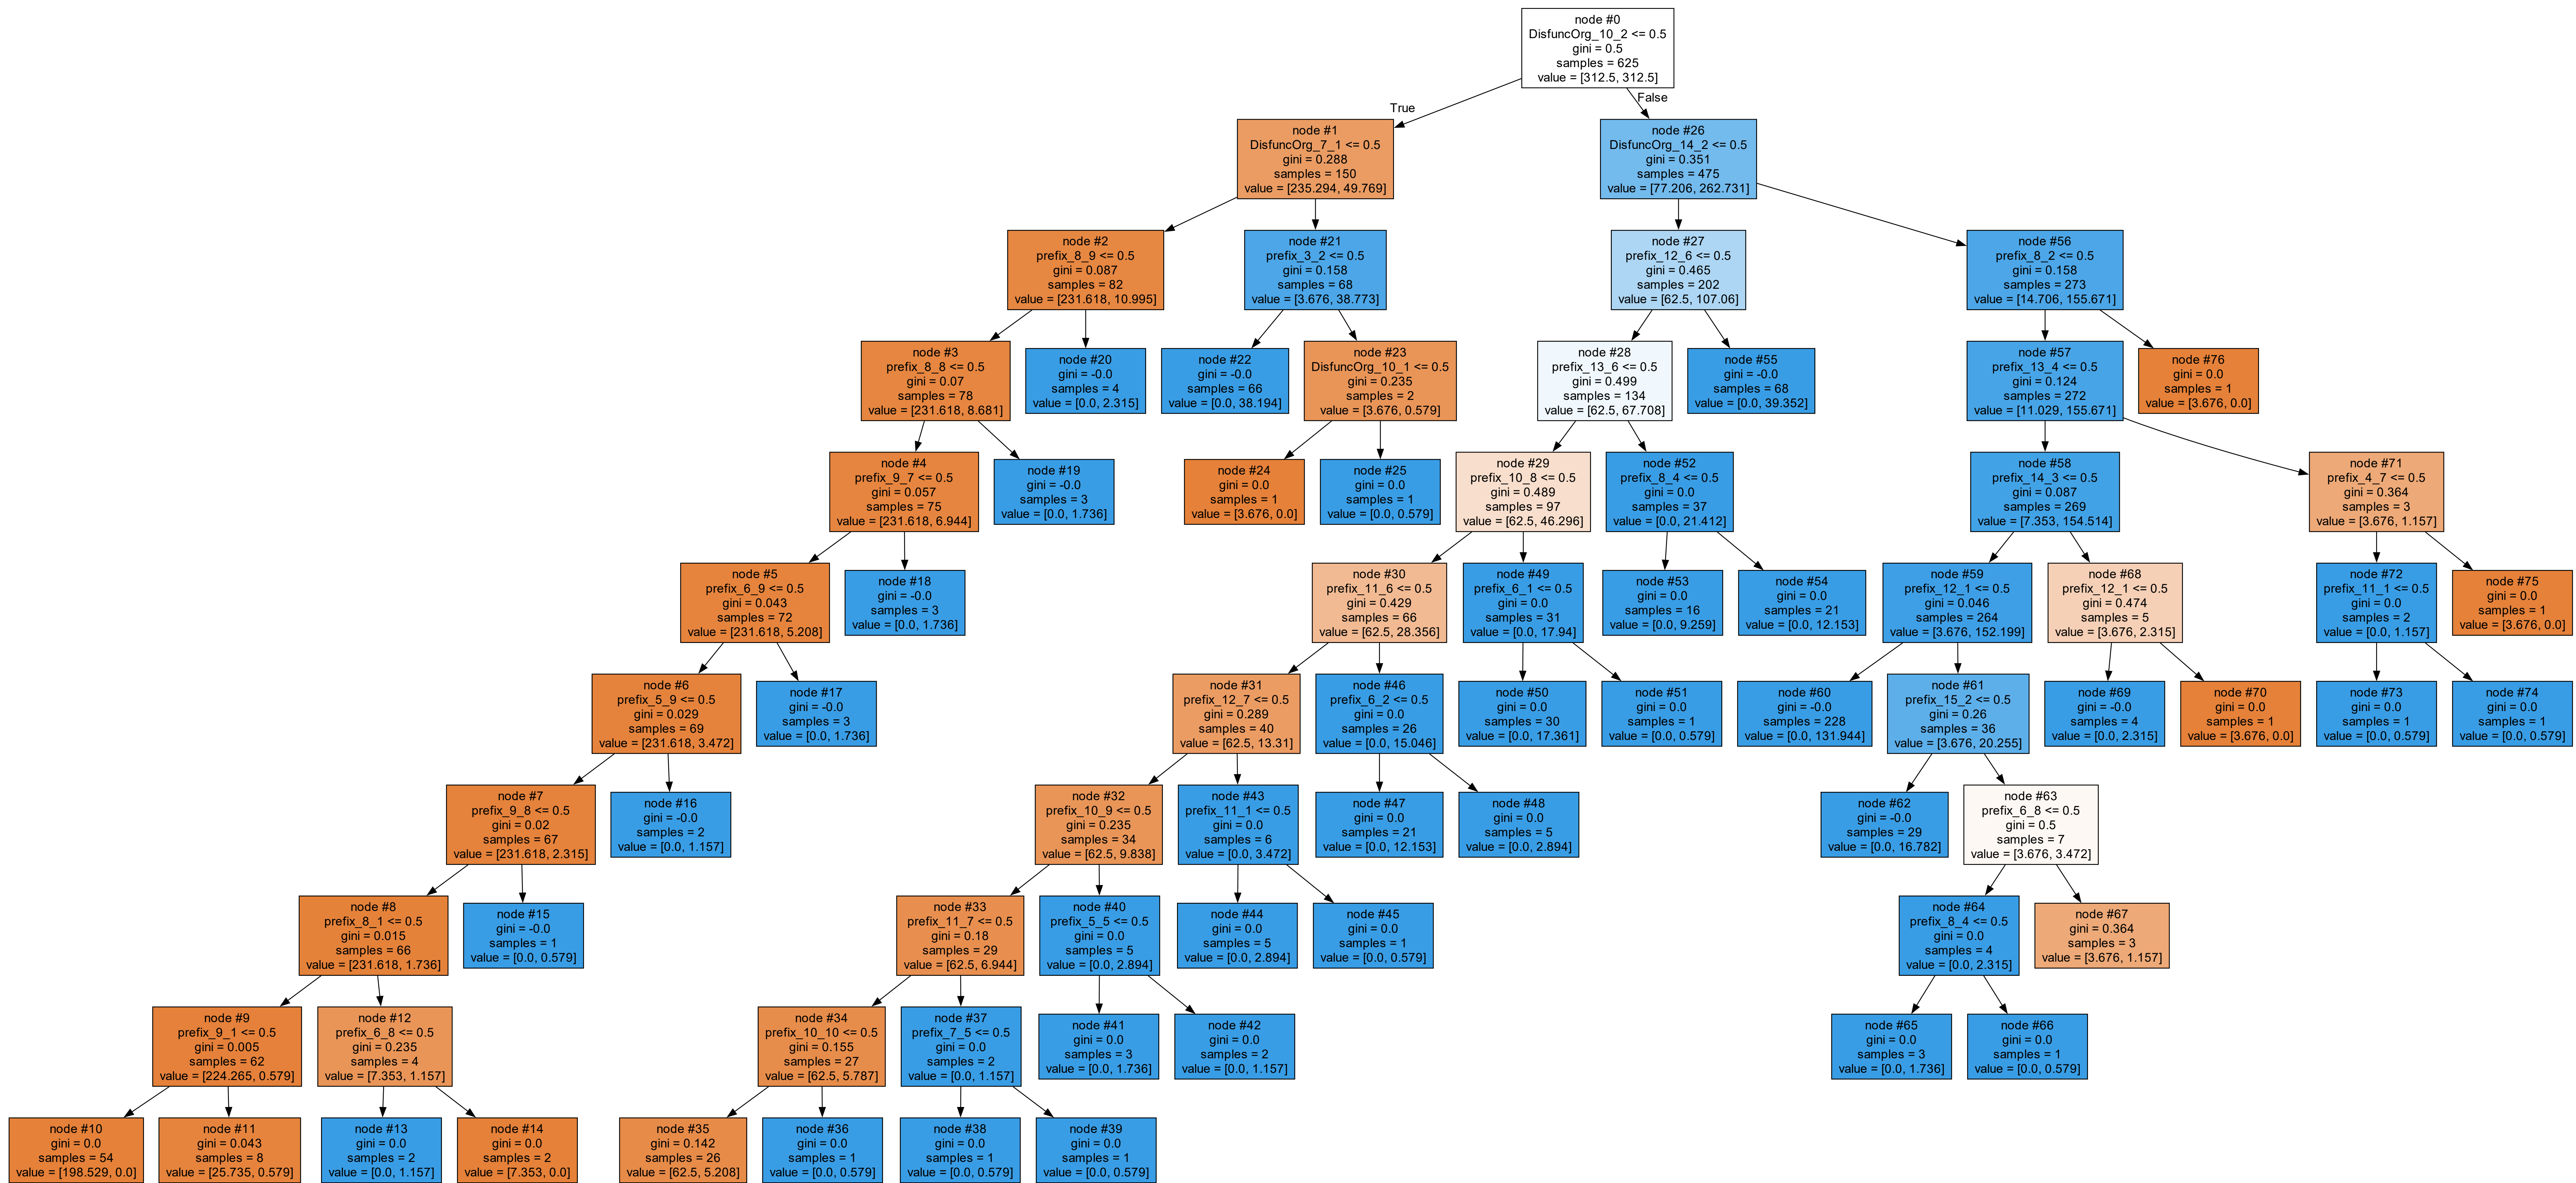 node #0
DisfuncOrg_10_2 <= 0.5
gini = 0.5
samples = 625
value = [312.5, 312.5]
True
False
node #1
DisfuncOrg_7_1 <= 0.5
gini = 0.288
samples = 150
value = [235.294, 49.769]
node #26
DisfuncOrg_14_2 <= 0.5
gini = 0.351
samples = 475
value = [77.206, 262.731]
node #2
prefix_8_9 <= 0.5
gini = 0.087
samples = 82
value = [231.618, 10.995]
node #21
prefix_3_2 <= 0.5
gini = 0.158
samples = 68
value = [3.676, 38.773]
node #27
prefix_12_6 <= 0.5
gini = 0.465
samples = 202
value = [62.5, 107.06]
node #56
prefix_8_2 <= 0.5
gini = 0.158
samples = 273
value = [14.706, 155.671]
node #3
prefix_8_8 <= 0.5
gini = 0.07
samples = 78
value = [231.618, 8.681]
node #20
gini = -0.0
samples = 4
value = [0.0, 2.315]
node #22
gini = -0.0
samples = 66
value = [0.0, 38.194]
node #23
DisfuncOrg_10_1 <= 0.5
gini = 0.235
samples = 2
value = [3.676, 0.579]
node #28
prefix_13_6 <= 0.5
gini = 0.499
samples = 134
value = [62.5, 67.708]
node #55
gini = -0.0
samples = 68
value = [0.0, 39.352]
node #57
prefix_13_4 <= 0.5
gini = 0.124
samples = 272
value = [11.029, 155.671]
node #76
gini = 0.0
samples = 1
value = [3.676, 0.0]
node #4
prefix_9_7 <= 0.5
gini = 0.057
samples = 75
value = [231.618, 6.944]
node #19
gini = -0.0
samples = 3
value = [0.0, 1.736]
node #24
gini = 0.0
samples = 1
value = [3.676, 0.0]
node #25
gini = 0.0
samples = 1
value = [0.0, 0.579]
node #29
prefix_10_8 <= 0.5
gini = 0.489
samples = 97
value = [62.5, 46.296]
node #52
prefix_8_4 <= 0.5
gini = 0.0
samples = 37
value = [0.0, 21.412]
node #58
prefix_14_3 <= 0.5
gini = 0.087
samples = 269
value = [7.353, 154.514]
node #71
prefix_4_7 <= 0.5
gini = 0.364
samples = 3
value = [3.676, 1.157]
node #5
prefix_6_9 <= 0.5
gini = 0.043
samples = 72
value = [231.618, 5.208]
node #18
gini = -0.0
samples = 3
value = [0.0, 1.736]
node #30
prefix_11_6 <= 0.5
gini = 0.429
samples = 66
value = [62.5, 28.356]
node #49
prefix_6_1 <= 0.5
gini = 0.0
samples = 31
value = [0.0, 17.94]
node #53
gini = 0.0
samples = 16
value = [0.0, 9.259]
node #54
gini = 0.0
samples = 21
value = [0.0, 12.153]
node #59
prefix_12_1 <= 0.5
gini = 0.046
samples = 264
value = [3.676, 152.199]
node #68
prefix_12_1 <= 0.5
gini = 0.474
samples = 5
value = [3.676, 2.315]
node #72
prefix_11_1 <= 0.5
gini = 0.0
samples = 2
value = [0.0, 1.157]
node #75
gini = 0.0
samples = 1
value = [3.676, 0.0]
node #6
prefix_5_9 <= 0.5
gini = 0.029
samples = 69
value = [231.618, 3.472]
node #17
gini = -0.0
samples = 3
value = [0.0, 1.736]
node #31
prefix_12_7 <= 0.5
gini = 0.289
samples = 40
value = [62.5, 13.31]
node #46
prefix_6_2 <= 0.5
gini = 0.0
samples = 26
value = [0.0, 15.046]
node #50
gini = 0.0
samples = 30
value = [0.0, 17.361]
node #51
gini = 0.0
samples = 1
value = [0.0, 0.579]
node #60
gini = -0.0
samples = 228
value = [0.0, 131.944]
node #61
prefix_15_2 <= 0.5
gini = 0.26
samples = 36
value = [3.676, 20.255]
node #69
gini = -0.0
samples = 4
value = [0.0, 2.315]
node #70
gini = 0.0
samples = 1
value = [3.676, 0.0]
node #73
gini = 0.0
samples = 1
value = [0.0, 0.579]
node #74
gini = 0.0
samples = 1
value = [0.0, 0.579]
node #7
prefix_9_8 <= 0.5
gini = 0.02
samples = 67
value = [231.618, 2.315]
node #16
gini = -0.0
samples = 2
value = [0.0, 1.157]
node #32
prefix_10_9 <= 0.5
gini = 0.235
samples = 34
value = [62.5, 9.838]
node #43
prefix_11_1 <= 0.5
gini = 0.0
samples = 6
value = [0.0, 3.472]
node #47
gini = 0.0
samples = 21
value = [0.0, 12.153]
node #48
gini = 0.0
samples = 5
value = [0.0, 2.894]
node #62
gini = -0.0
samples = 29
value = [0.0, 16.782]
node #63
prefix_6_8 <= 0.5
gini = 0.5
samples = 7
value = [3.676, 3.472]
node #8
prefix_8_1 <= 0.5
gini = 0.015
samples = 66
value = [231.618, 1.736]
node #15
gini = -0.0
samples = 1
value = [0.0, 0.579]
node #33
prefix_11_7 <= 0.5
gini = 0.18
samples = 29
value = [62.5, 6.944]
node #40
prefix_5_5 <= 0.5
gini = 0.0
samples = 5
value = [0.0, 2.894]
node #44
gini = 0.0
samples = 5
value = [0.0, 2.894]
node #45
gini = 0.0
samples = 1
value = [0.0, 0.579]
node #64
prefix_8_4 <= 0.5
gini = 0.0
samples = 4
value = [0.0, 2.315]
node #67
gini = 0.364
samples = 3
value = [3.676, 1.157]
node #9
prefix_9_1 <= 0.5
gini = 0.005
samples = 62
value = [224.265, 0.579]
node #12
prefix_6_8 <= 0.5
gini = 0.235
samples = 4
value = [7.353, 1.157]
node #34
prefix_10_10 <= 0.5
gini = 0.155
samples = 27
value = [62.5, 5.787]
node #37
prefix_7_5 <= 0.5
gini = 0.0
samples = 2
value = [0.0, 1.157]
node #41
gini = 0.0
samples = 3
value = [0.0, 1.736]
node #42
gini = 0.0
samples = 2
value = [0.0, 1.157]
node #65
gini = 0.0
samples = 3
value = [0.0, 1.736]
node #66
gini = 0.0
samples = 1
value = [0.0, 0.579]
node #10
gini = 0.0
samples = 54
value = [198.529, 0.0]
node #11
gini = 0.043
samples = 8
value = [25.735, 0.579]
node #13
gini = 0.0
samples = 2
value = [0.0, 1.157]
node #14
gini = 0.0
samples = 2
value = [7.353, 0.0]
node #35
gini = 0.142
samples = 26
value = [62.5, 5.208]
node #36
gini = 0.0
samples = 1
value = [0.0, 0.579]
node #38
gini = 0.0
samples = 1
value = [0.0, 0.579]
node #39
gini = 0.0
samples = 1
value = [0.0, 0.579]